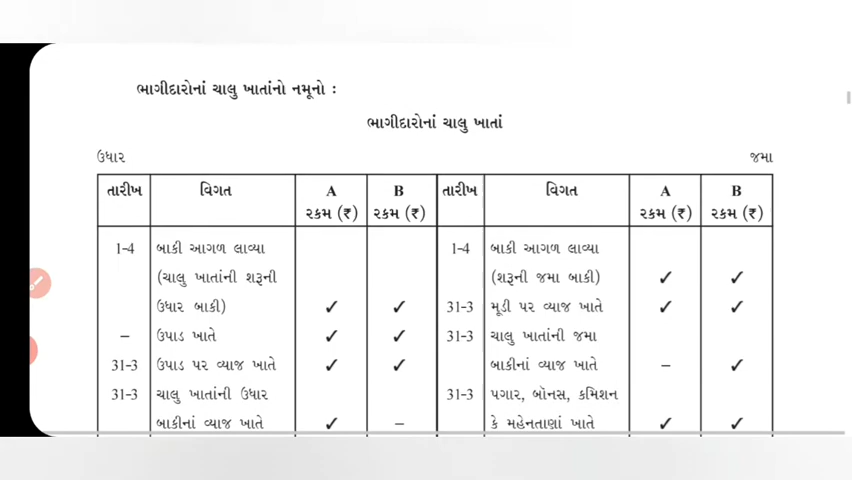 ભાગીદારોનાં ચાલુ ખાતાંનો નમૂનો :
ભાગીદારોનાં ચાલુ ખાતાં
ઉધાર જમા
તારીખ વિગત A B તારીખ વિગત A B
રકમ (₹) રકમ (₹) રકમ (₹) રકમ (₹)
1-4 બાકી આગળ લાવ્યા 1-4 બાકી આગળ લાવ્યા
(ચાલુ ખાતાંની શરૂની (શરૂની જમા બાકી) ✓ ✓
ઉધાર બાકી) ✓ ✓ 31-3 મૂડી પર વ્યાજ ખાતે ✓ ✓
– ઉપાડ ખાતે ✓ ✓ 31-3 ચાલુ ખાતાંની જમા
31-3 ઉપાડ પર વ્યાજ ખાતે ✓ ✓ બાકીનાં વ્યાજ ખાતે – ✓
31-3 ચાલુ ખાતાંની ઉધાર 31-3 પગાર, બૉનસ, કમિશન
બાકીનાં વ્યાજ ખાતે ✓ – કે મહેનતાણાં ખાતે ✓ ✓